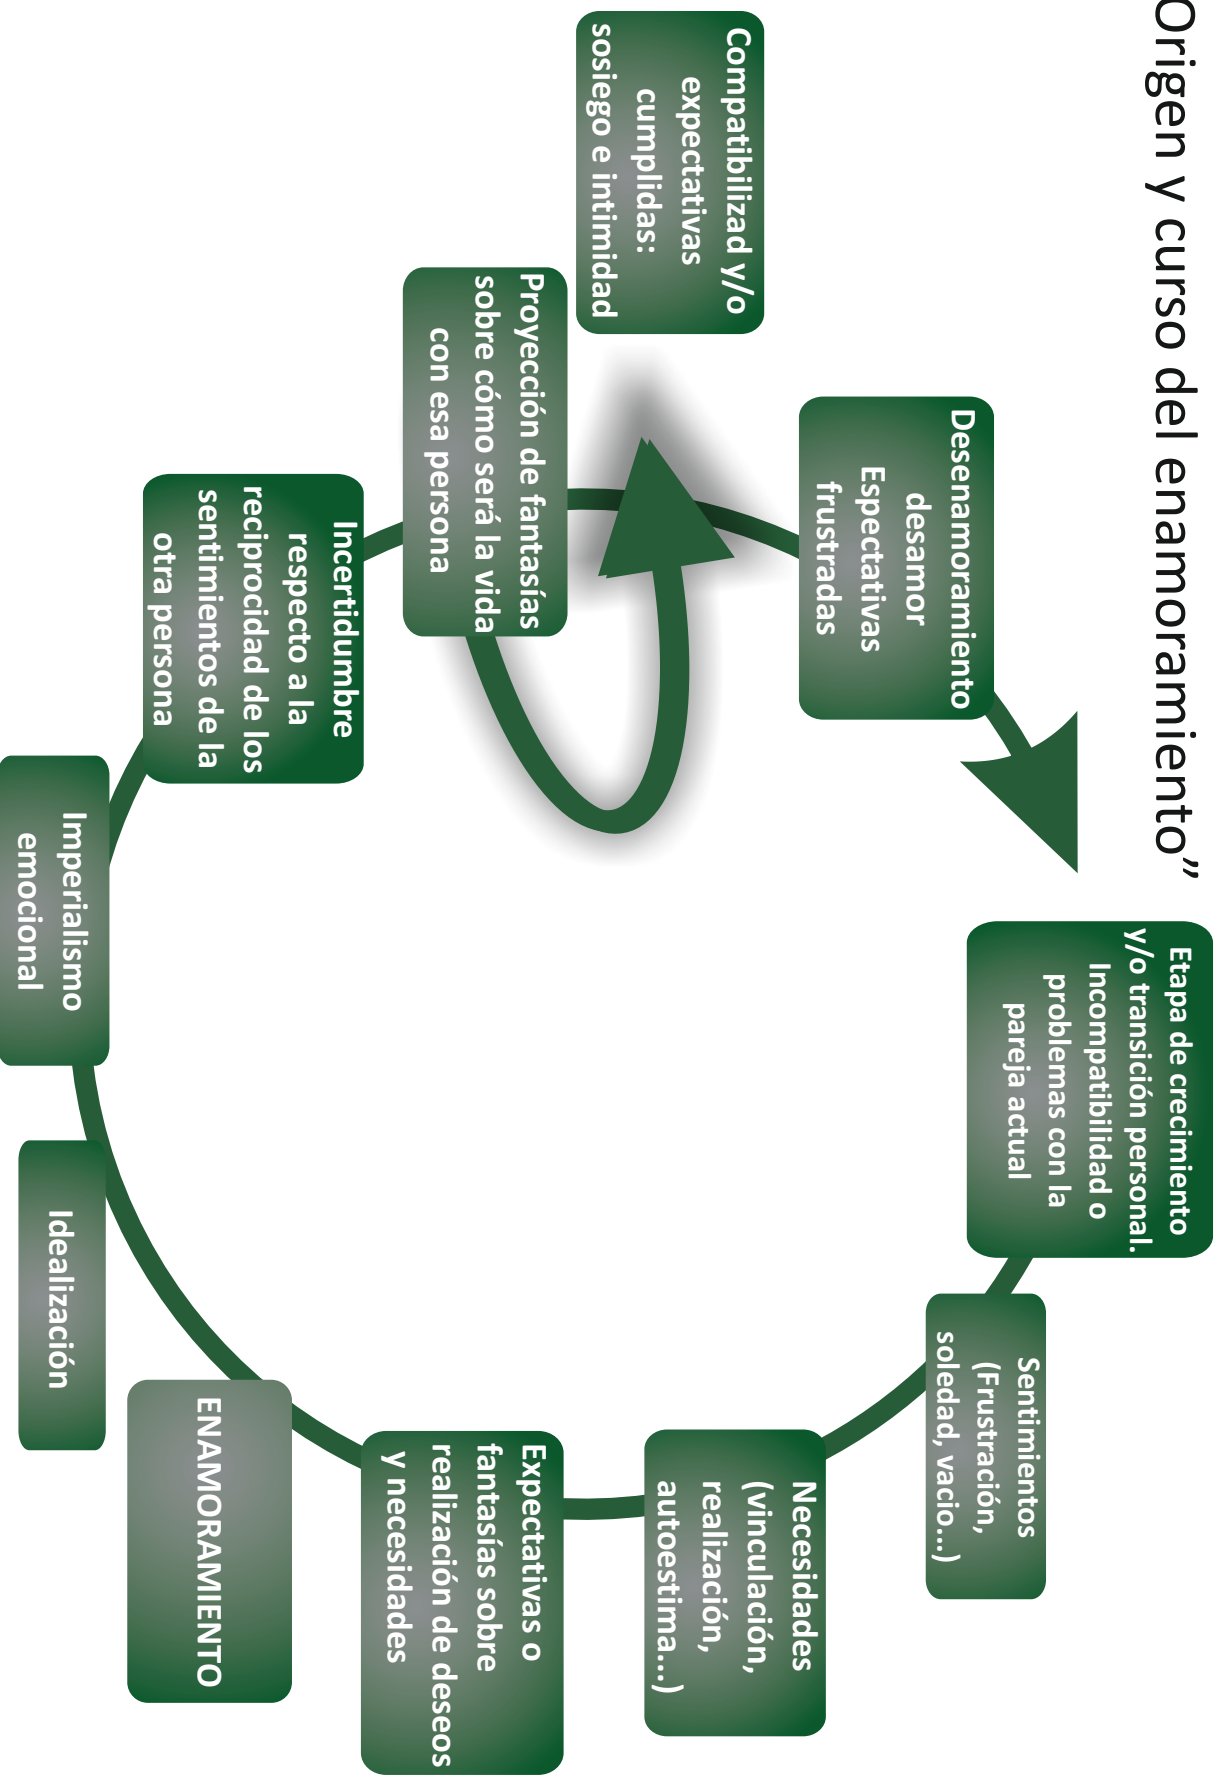 Origen y curso del enamoramiento”
Etapa de crecimiento
y/o transición personal.
Incompatibilidad o
problemas con la
pareja actual
Sentimientos
(Frustración,
soledad, vacio...)
Necesidades
(vinculación,
realización,
autoestima...)
Expectativas o
fantasías sobre
realización de deseos
y necesidades
ENAMORAMIENTO
Idealización
Imperialismo
emocional
Incertidumbre
respecto a la
reciprocidad de los
sentimientos de la
otra persona
Proyección de fantasías
sobre cómo será la vida
con esa persona
Compatibilizad y/o
expectativas
cumplidas:
sosiego e intimidad
Desenamoramiento
desamor
Espectativas
frustradas